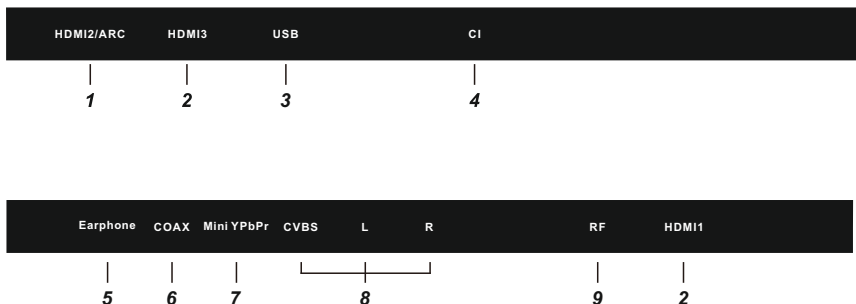 HDMI2/ARC HDMI3 USB CI
1 2 3 4
Earphone COAX Mini YPbPr CVBS L R RF HDMI1
5 6 7 8 9 2